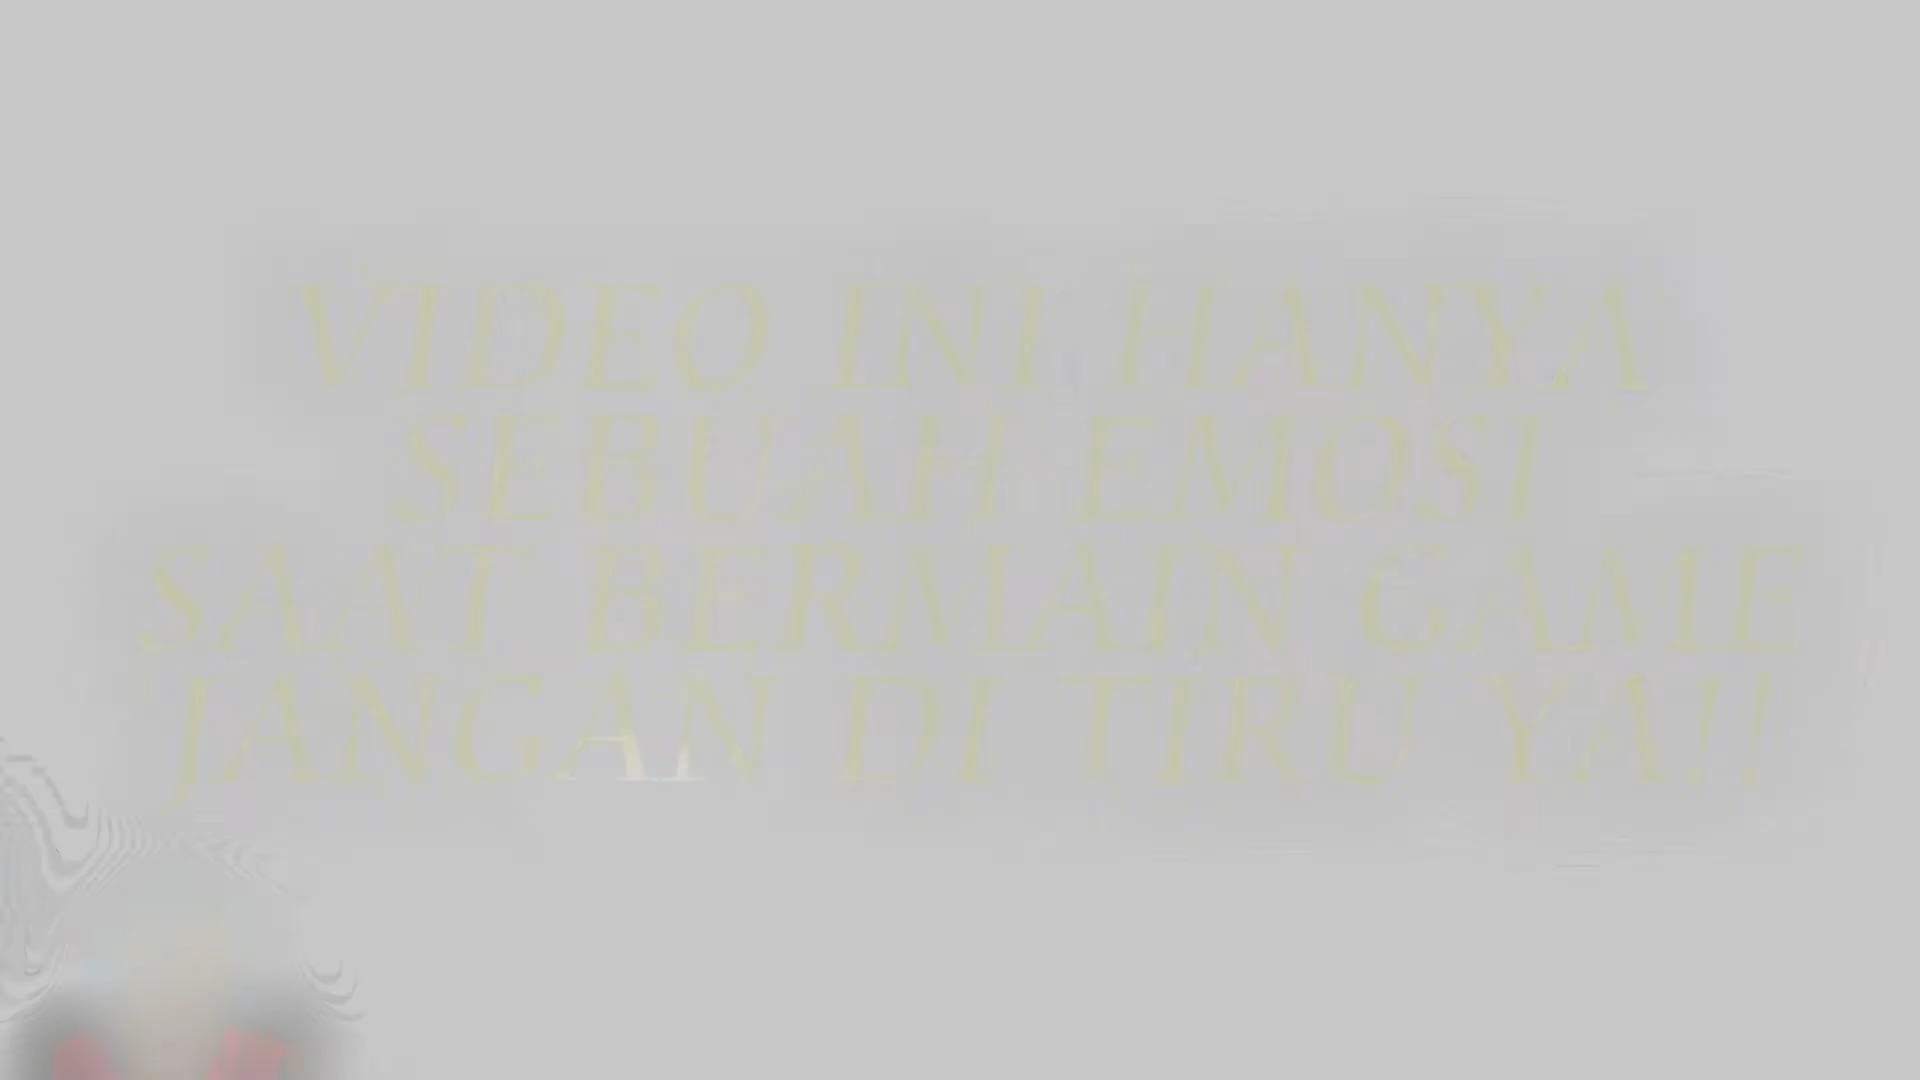 VIDEO INI HANYA
SEBUAH EMOSI
SAAT BERMAIN GAME
JANGAN DI TIRU YA!!